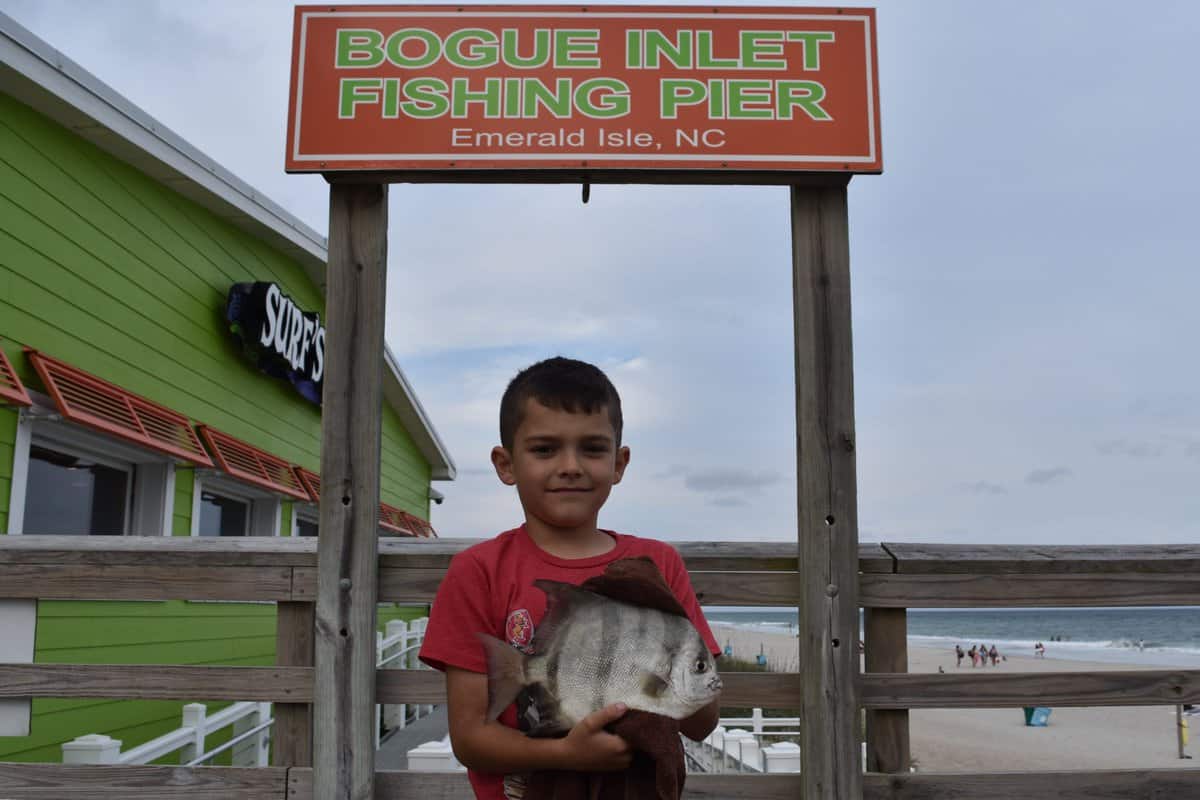 BOGUE INLET
FISHING PIER
Emerald Isle, NC
SURF'S